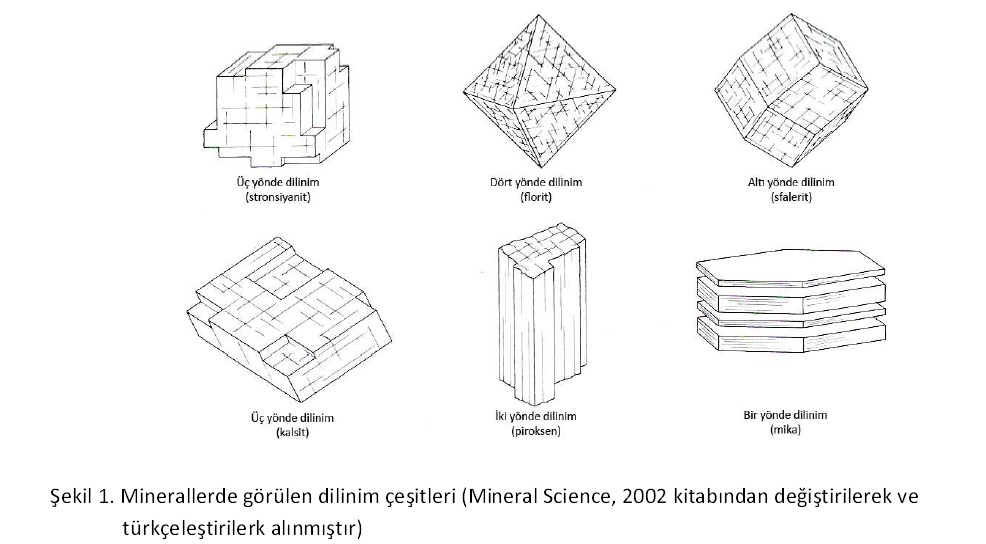 Üç yönde dilinim
(stronsiyanit)
Dört yönde dilinim
(florit)
Altı yönde dilinim
(sfalerit)
Üç yönde dilinim
(kalsit)
İki yönde dilinim
(piroksen)
Bir yönde dilinim
(mika)
Şekil 1. Minerallerde görülen dilinim çeşitleri (Mineral Science, 2002 kitabından değiştirilerek ve
türkçeleştirilerk alınmıştır)